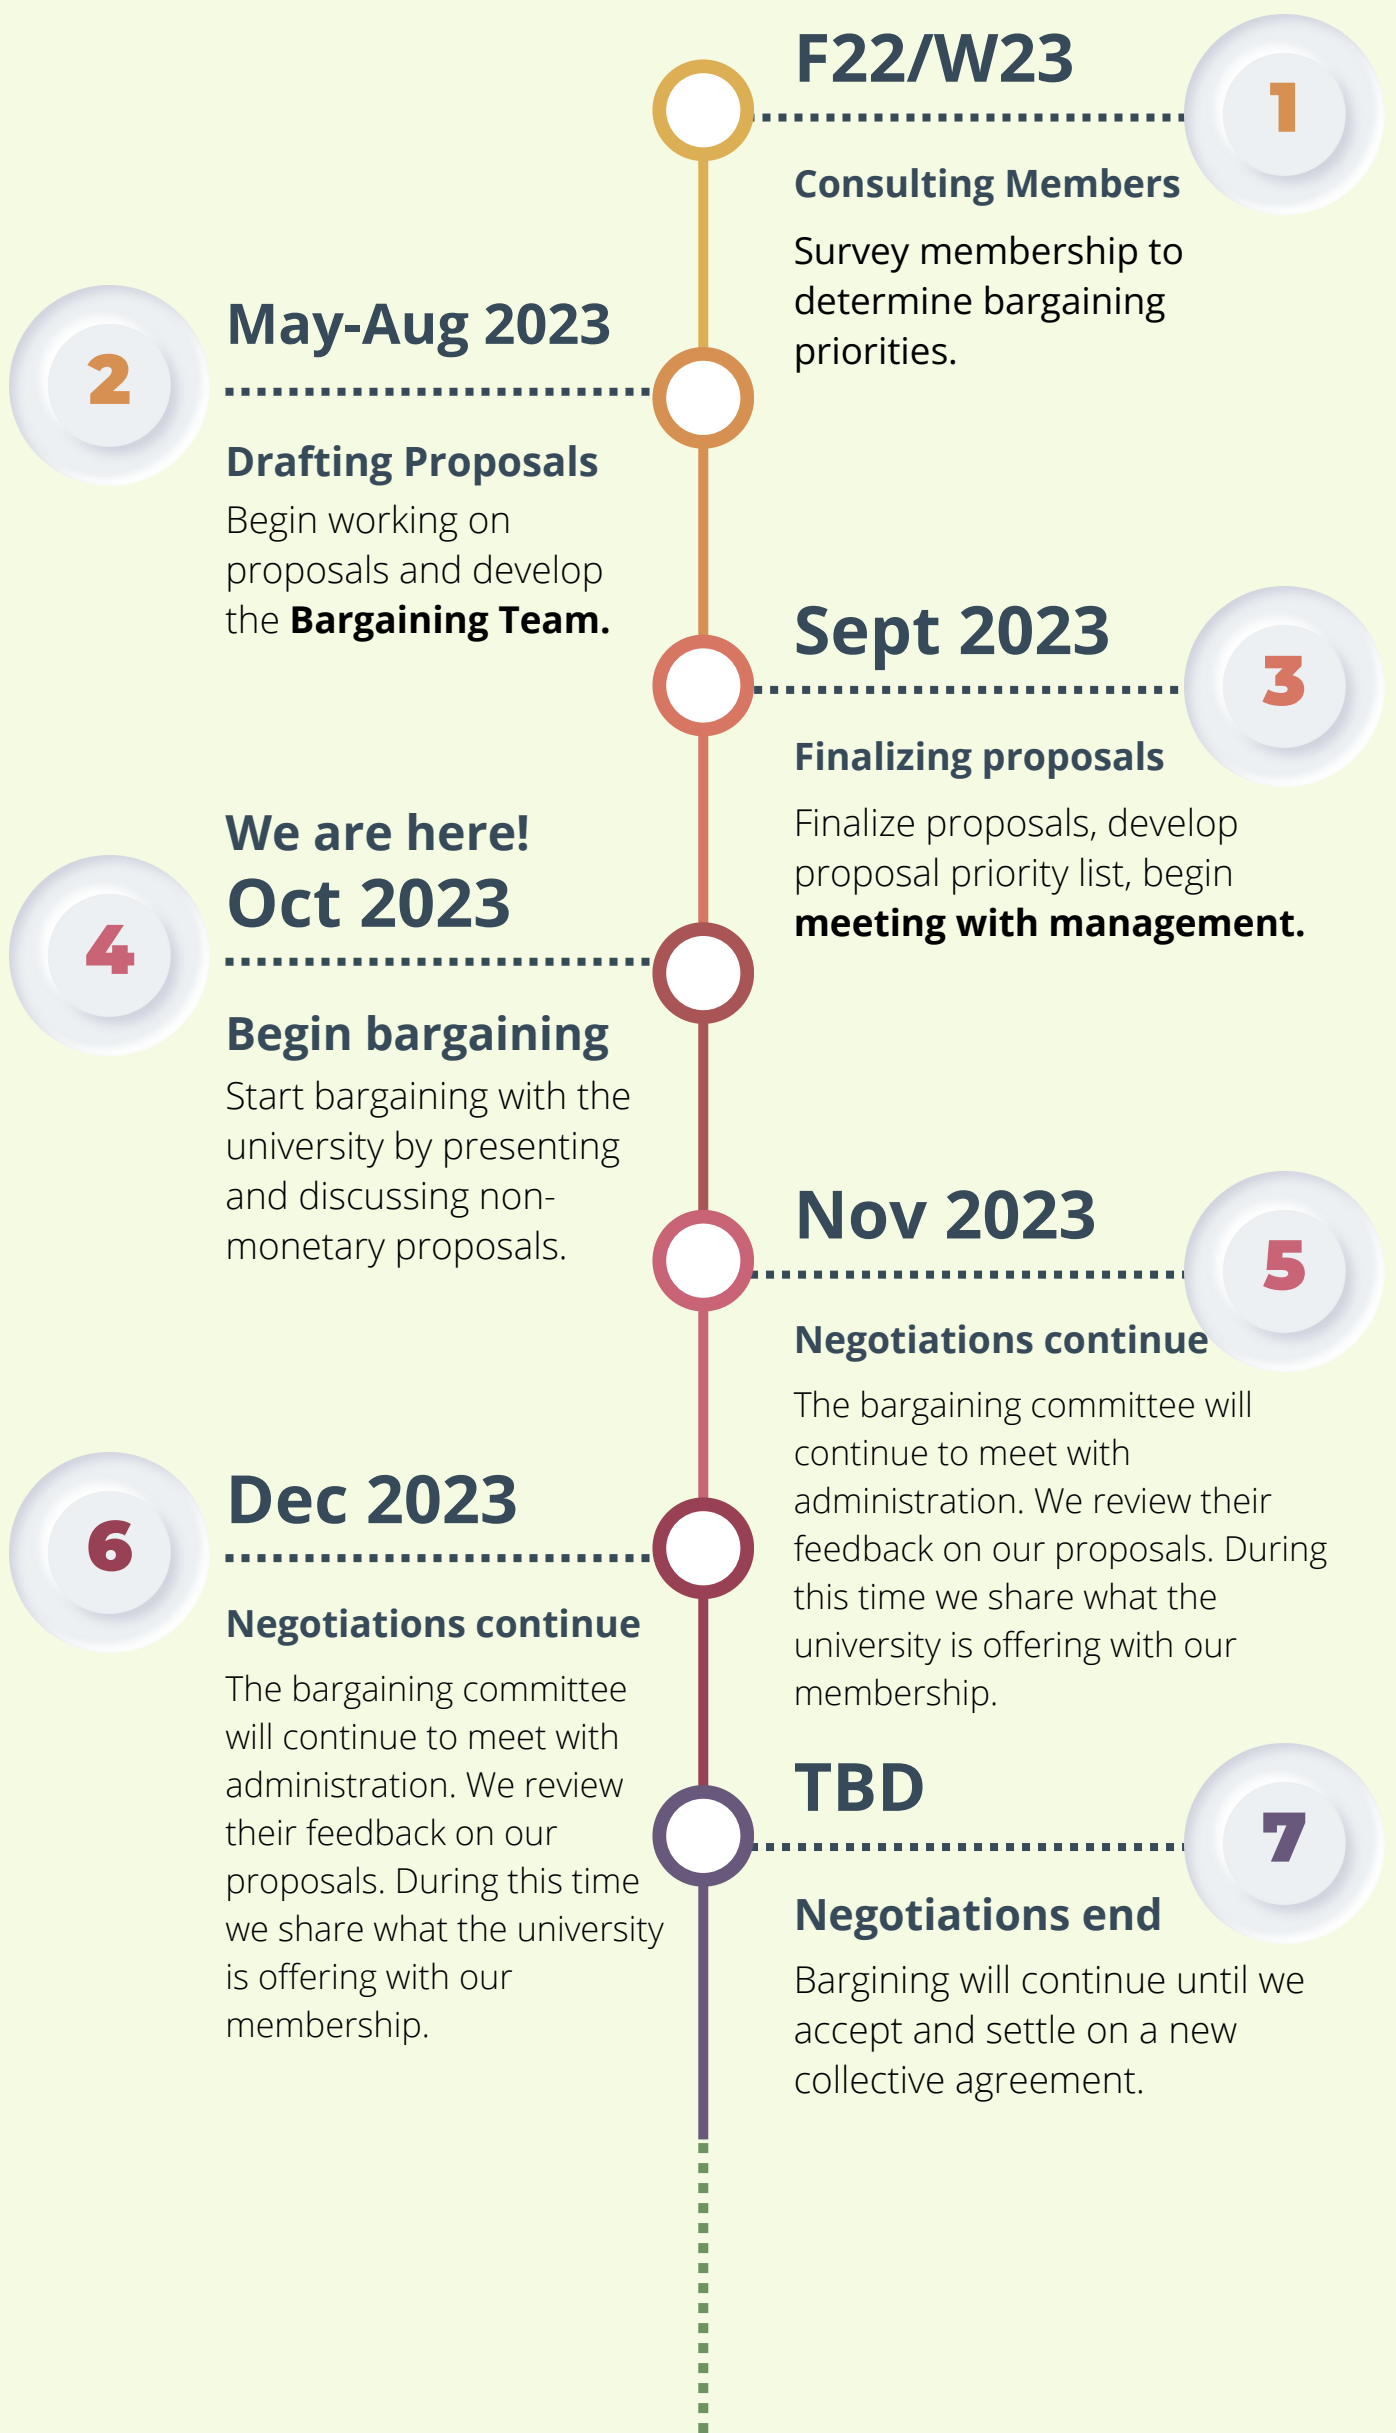 F22/W23
1
Consulting Members
Survey membership to
determine bargaining
priorities.
May-Aug 2023
2
Drafting Proposals
Begin working on
proposals and develop
the Bargaining Team.
Sept 2023
3
Finalizing proposals
Finalize proposals, develop
proposal priority list, begin
meeting with management.
We are here!
Oct 2023
4
Begin bargaining
Start bargaining with the
university by presenting
and discussing non-
monetary proposals.
Nov 2023
5
Negotiations continue
The bargaining committee will
continue to meet with
administration. We review their
feedback on our proposals. During
this time we share what the
university is offering with our
membership.
Dec 2023
6
Negotiations continue
The bargaining committee
will continue to meet with
administration. We review
their feedback on our
proposals. During this time
we share what the university
is offering with our
membership.
TBD
7
Negotiations end
Bargining will continue until we
accept and settle on a new
collective agreement.